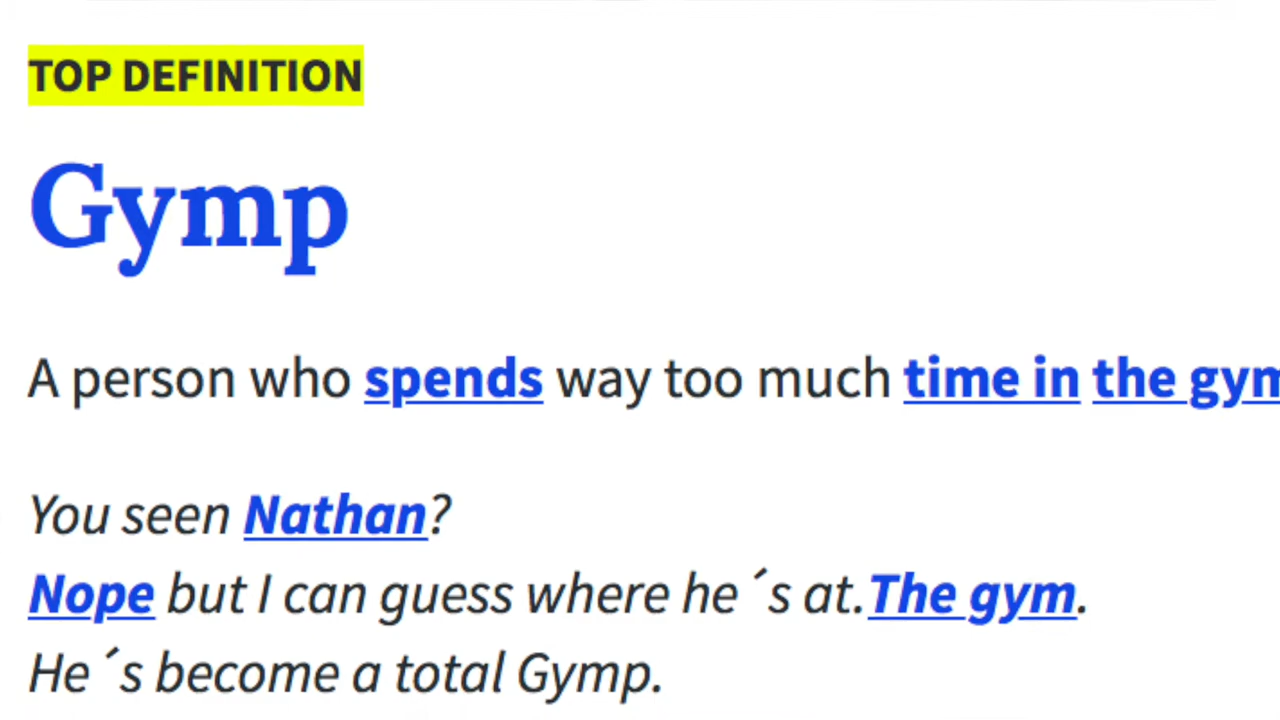 TOP DEFINITION
Gymp
A person who spends way too much time in the gym
You seen Nathan?
Nope but I can guess where he´s at.The gym.
He´s become a total Gymp.